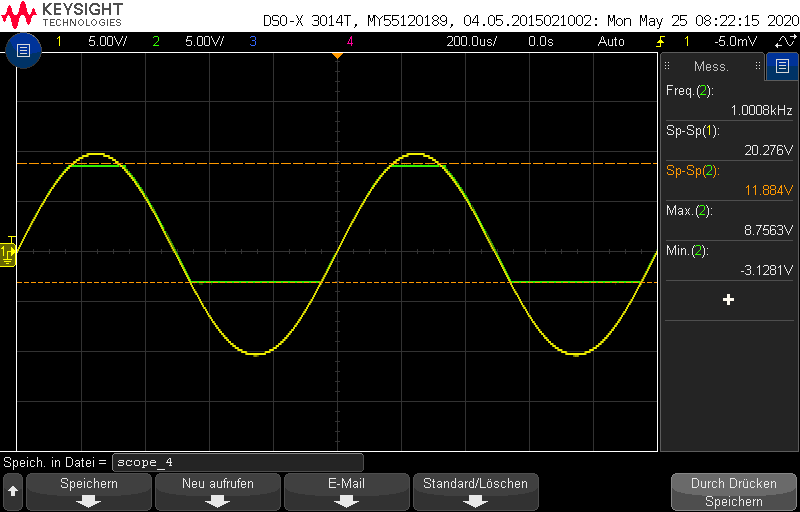 KEYSIGHT
TECHNOLOGIES
DSO-X 3014T, MY55120189, 04.05.2015021002: Mon May 25 08:22:15 2020
1 5.00V/ 2 5.00V/ 3 4 200.0us/ 0.0s Auto 1 -5.0mV
Mess.
Freq.(2):
1.0008kHz
Sp-Sp(1):
20.276V
Sp-Sp(2):
11.884V
Max.(2):
8.7563V
Min.(2):
-3.1281V
T
1
Speich. in Datei = scope_4
Speichern
Neu aufrufen
E-Mail
Standard/Löschen
Durch Drücken
Speichern